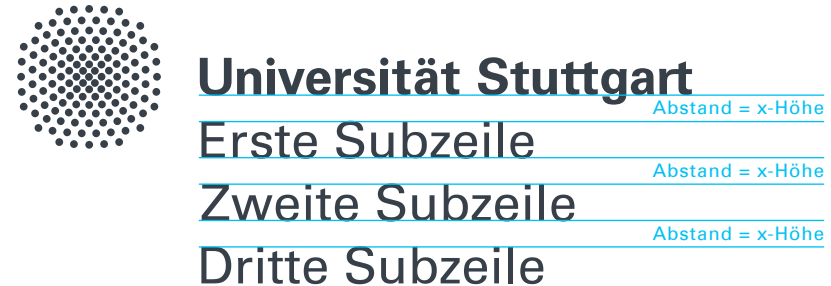 Universität Stuttgart
Abstand = x-Höhe
Erste Subzeile
Abstand = x-Höhe
Zweite Subzeile
Abstand = x-Höhe
Dritte Subzeile